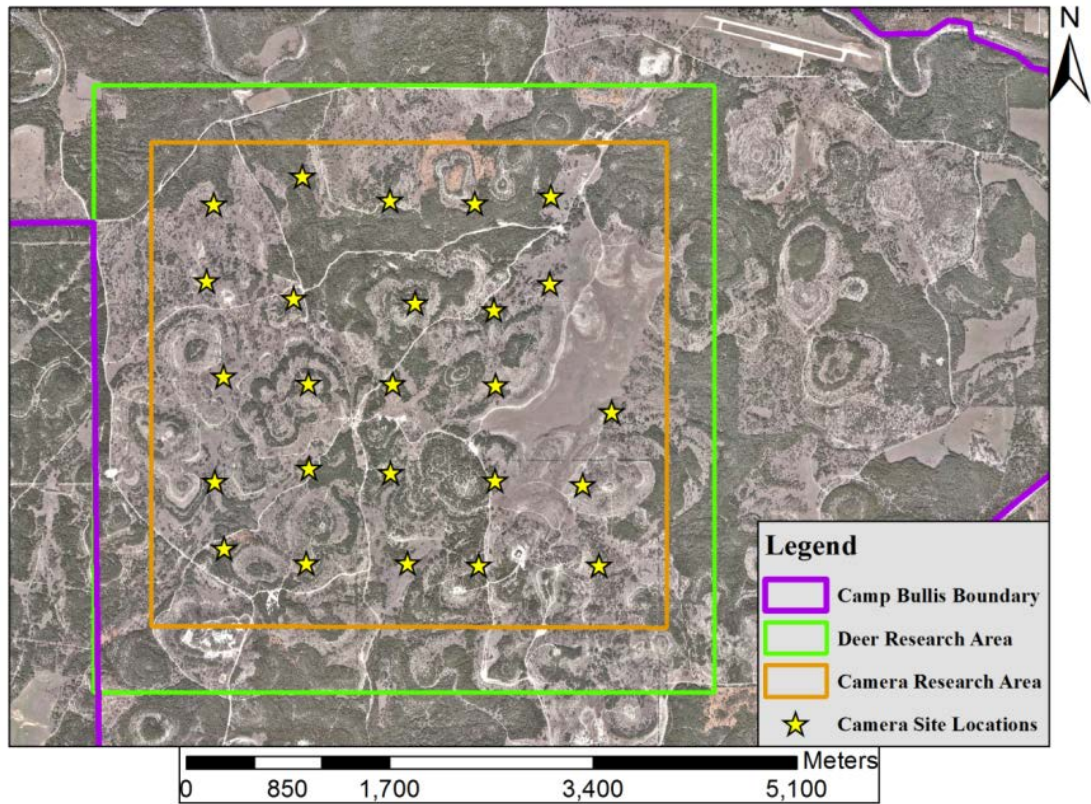 N
Legend
Camp Bullis Boundary
Deer Research Area
Camera Research Area
Camera Site Locations
Meters
0 850 1,700 3,400 5,100